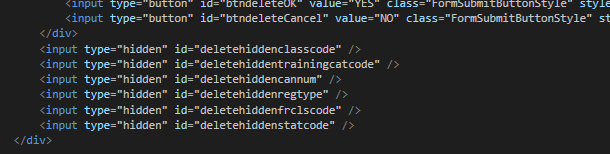 <input type="button" id="btndeleteOK" value="YES" class="FormSubmitButtonStyle" style
<input type="button" id="btndeleteCancel" value="NO" class="FormSubmitButtonStyle" st
</div>
<input type="hidden" id="deletehiddenclasscode" />
<input type="hidden" id="deletehiddentrainingcatcode" />
<input type="hidden" id="deletehiddencannum" />
<input type="hidden" id="deletehiddenregtype" />
<input type="hidden" id="deletehiddenfrclscode" />
<input type="hidden" id="deletehiddenstatcode" />
</div>